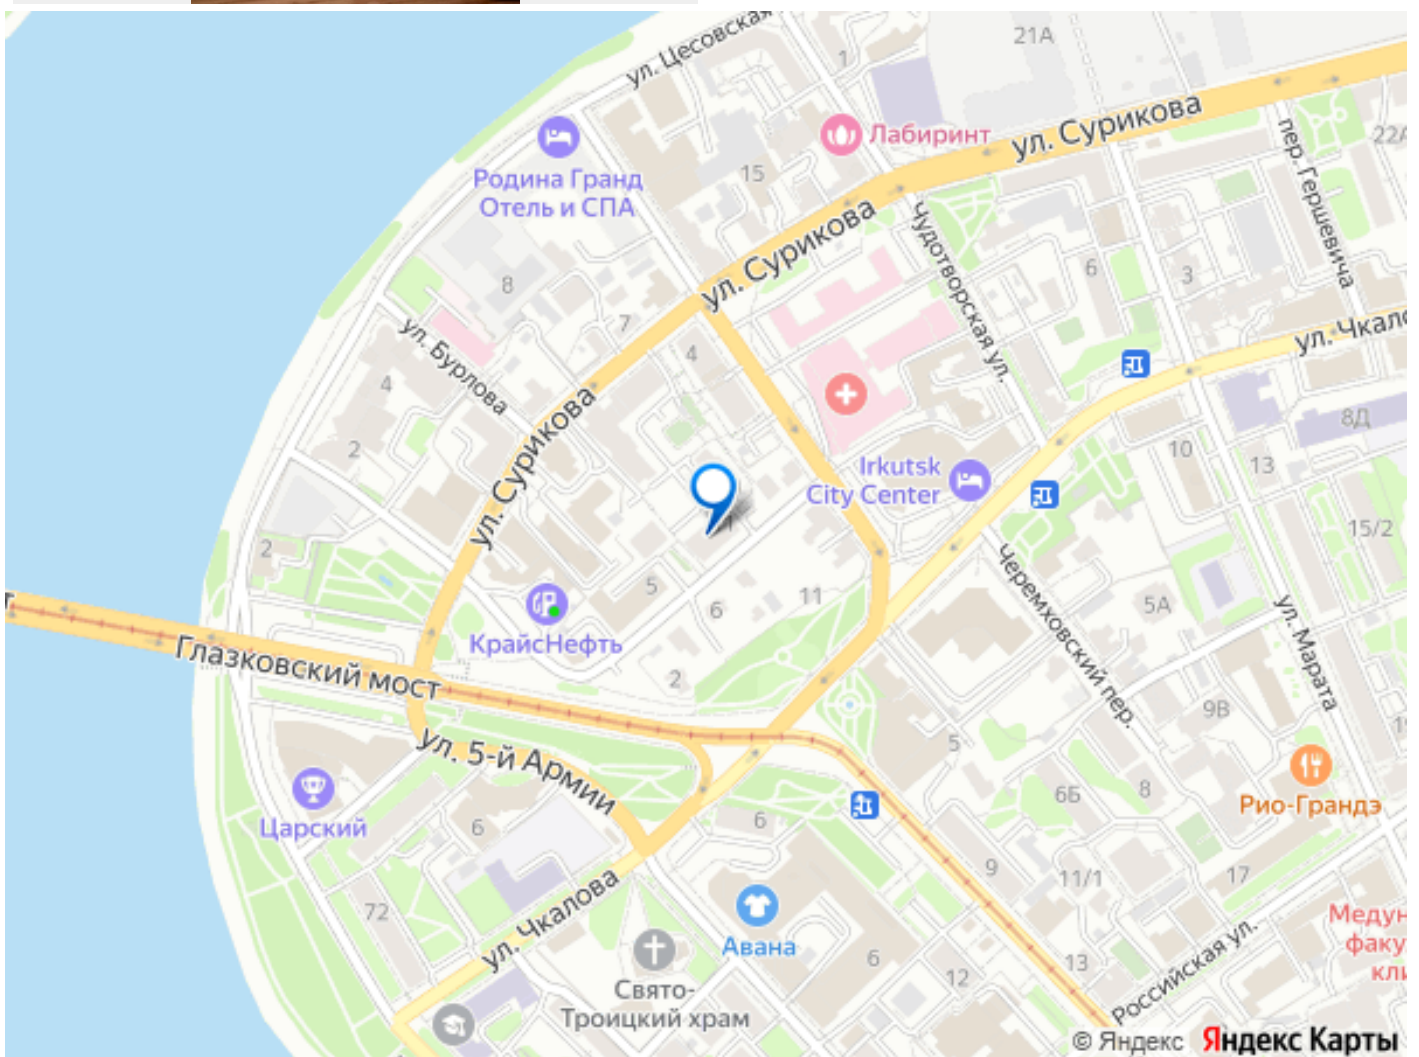 ул. Цесовская
21А
1
ул. Сурикова
пер. Гершевича
22А
Лабиринт
15
Родина Гранд
Отель и СПА
ул. Сурикова
Чудотворская ул.
6
3
8
7
4
ул. Чкало
ул. Бурлова
4
2
ул. Сурикова
8Д
10
13
Irkutsk
City Center
15/2
2
5
6
11
Черемховский пер.
5А
ул. Марата
КрайсНефть
Глазковский мост
2
9В
5
ул. 5-й Армии
Рио-Грандэ
6Б
8
Царский
6
6
9
11/1
17
72
ул. Чкалова
Авана
Медун
факу
кли
6
12
13
Российская ул.
Свято-
Троицкий храм
© Яндекс Яндекс Карты